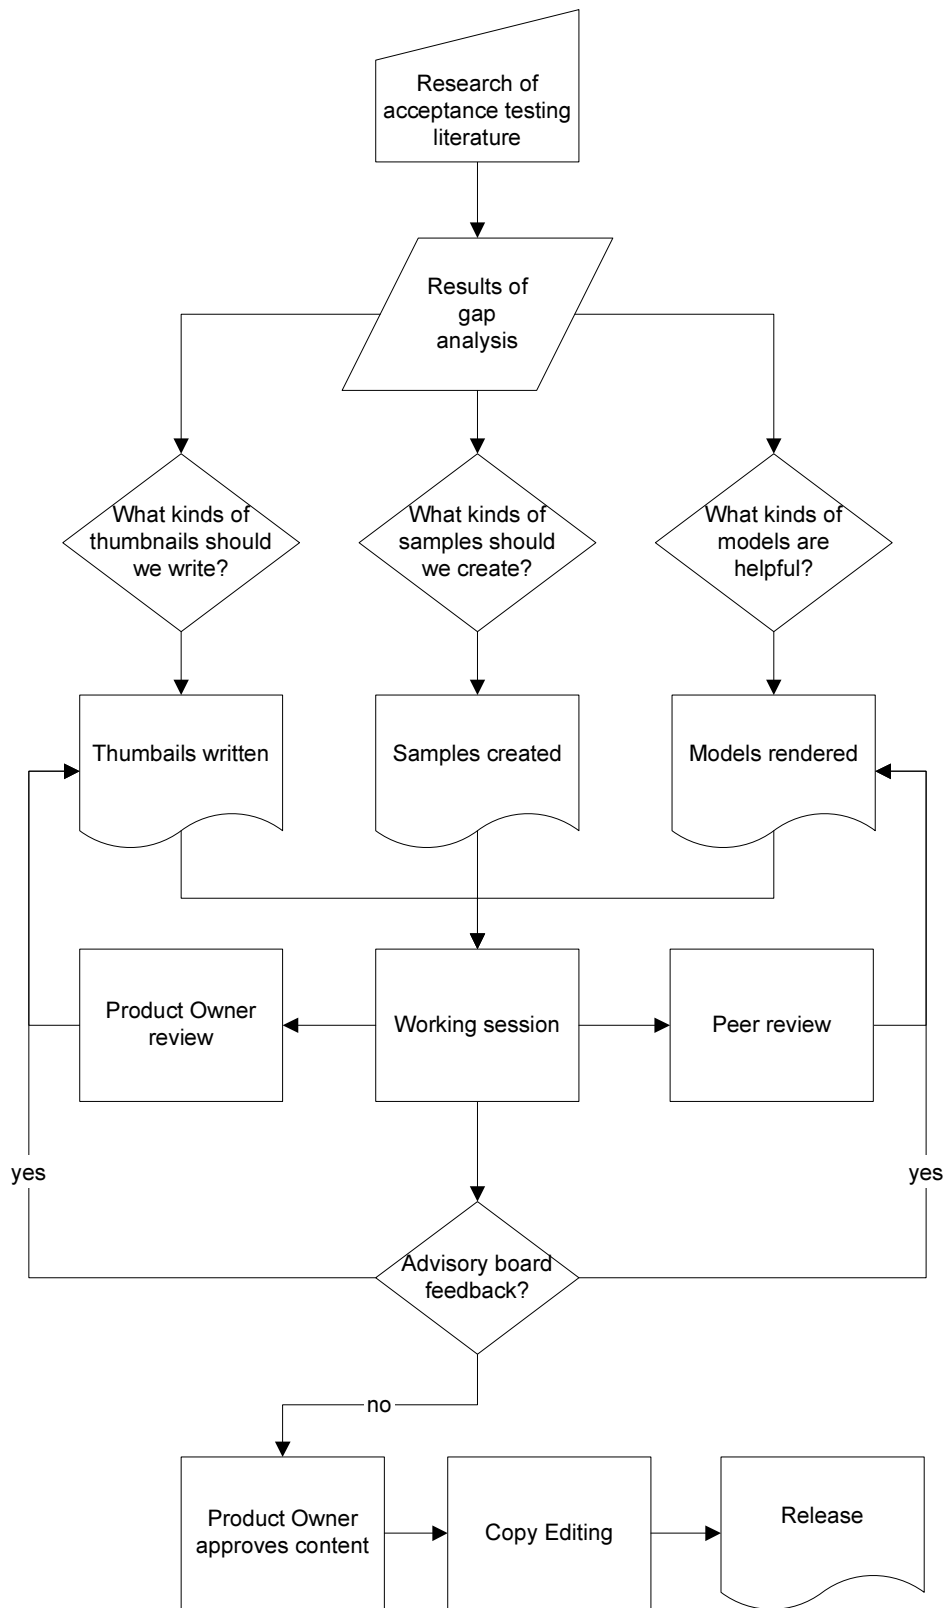 Research of
acceptance testing
literature
Results of
gap
analysis
What kinds of
thumbnails should
we write?
What kinds of
samples should
we create?
What kinds of
models are
helpful?
Thumbails written
Samples created
Models rendered
Product Owner
review
Working session
Peer review
yes
yes
Advisory board
feedback?
no
Product Owner
approves content
Copy Editing
Release